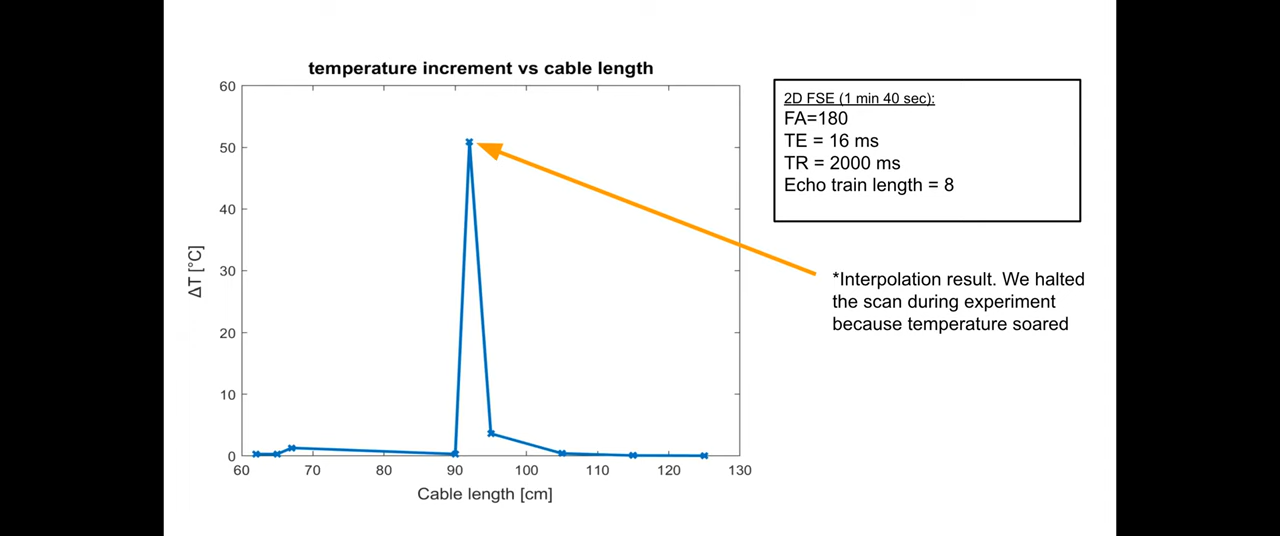 temperature increment vs cable length
60
50
40
30
20
10
0
60 70 80 90 100 110 120 130
ΔT [°C]
Cable length [cm]
2D FSE (1 min 40 sec):
FA=180
TE = 16 ms
TR = 2000 ms
Echo train length = 8
*Interpolation result. We halted
the scan during experiment
because temperature soared